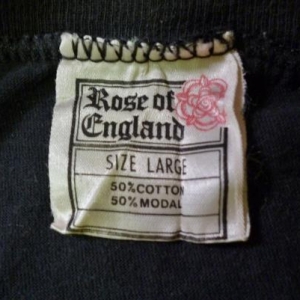 Rose of
England
SIZE LARGE
50% COTTON
50% MODAL